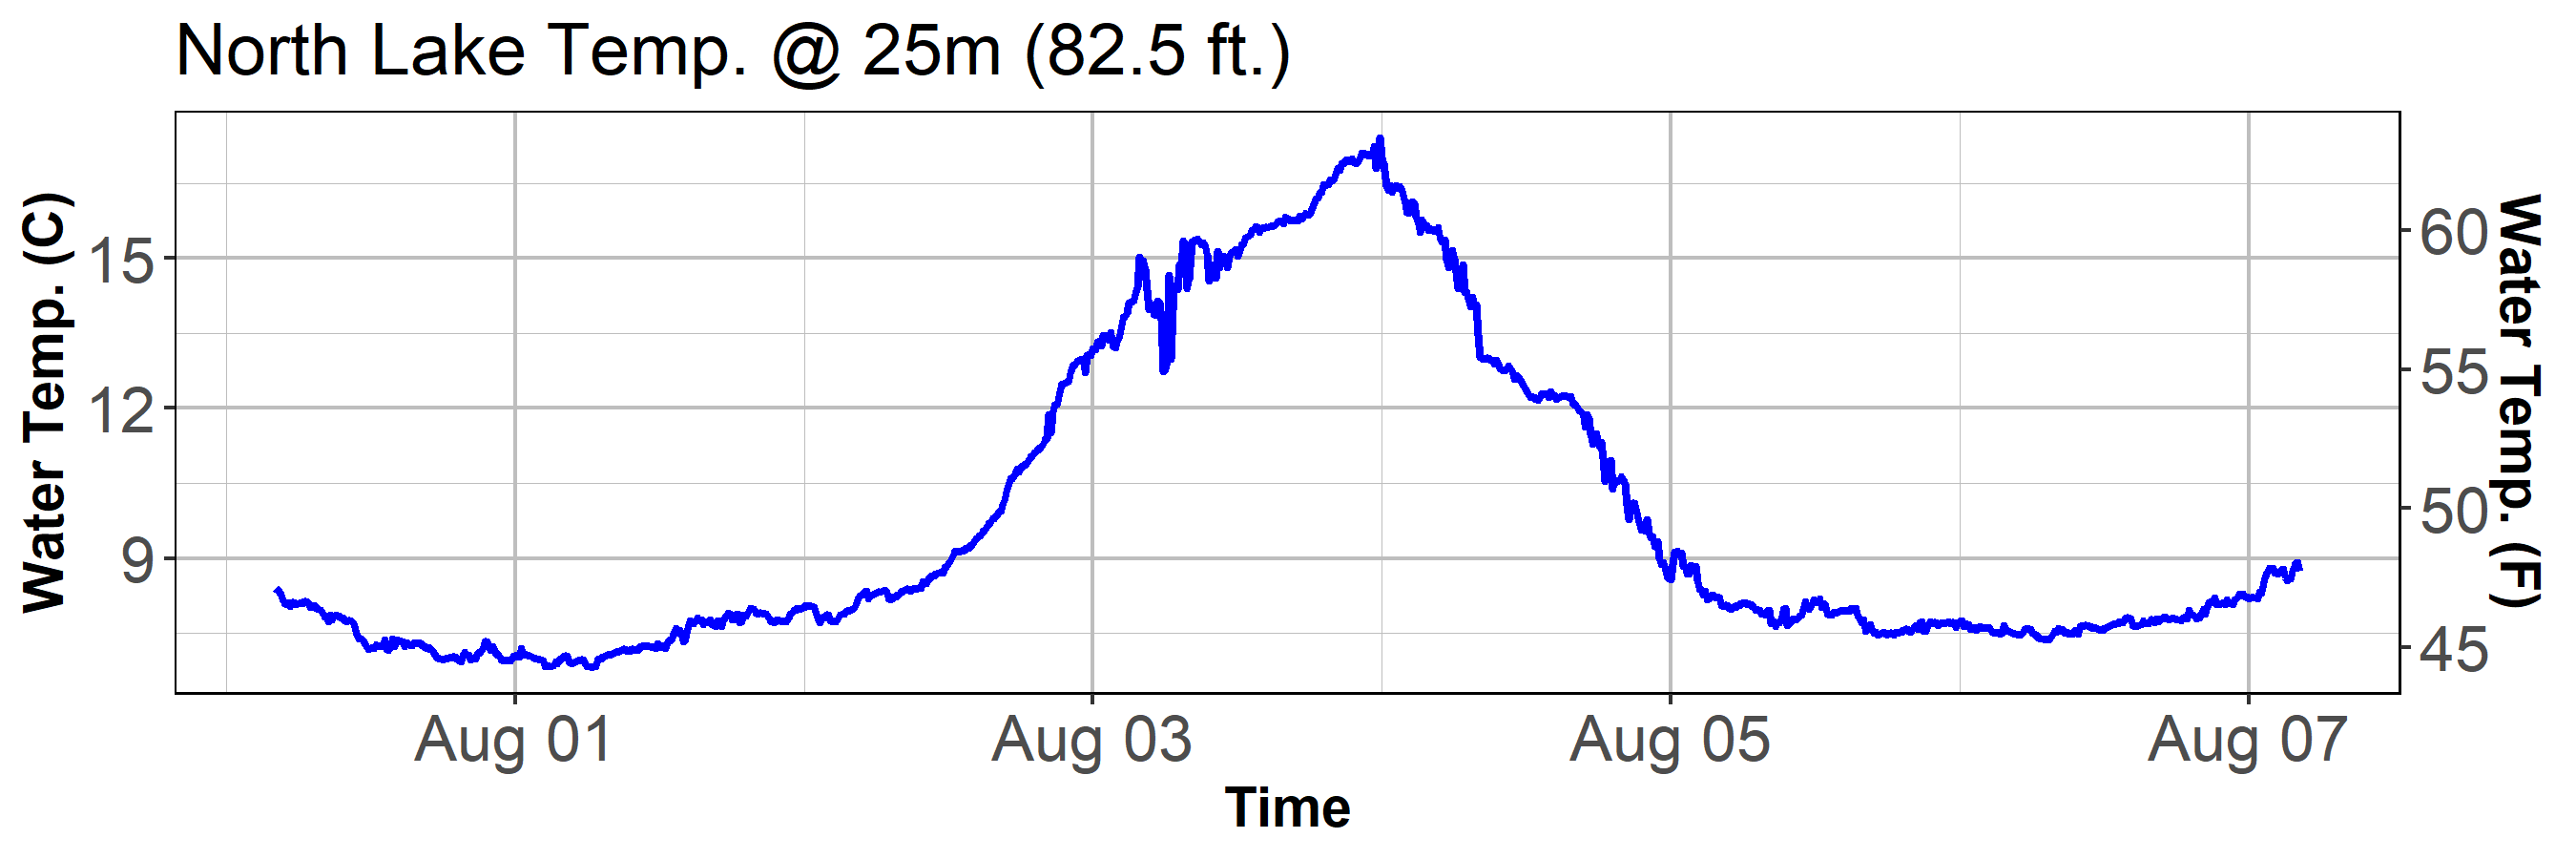 North Lake Temp. @ 25m (82.5 ft.)
Water Temp. (C)
15
12
9
60
55
50
45
Water Temp. (F)
Aug 01
Aug 03
Aug 05
Aug 07
Time